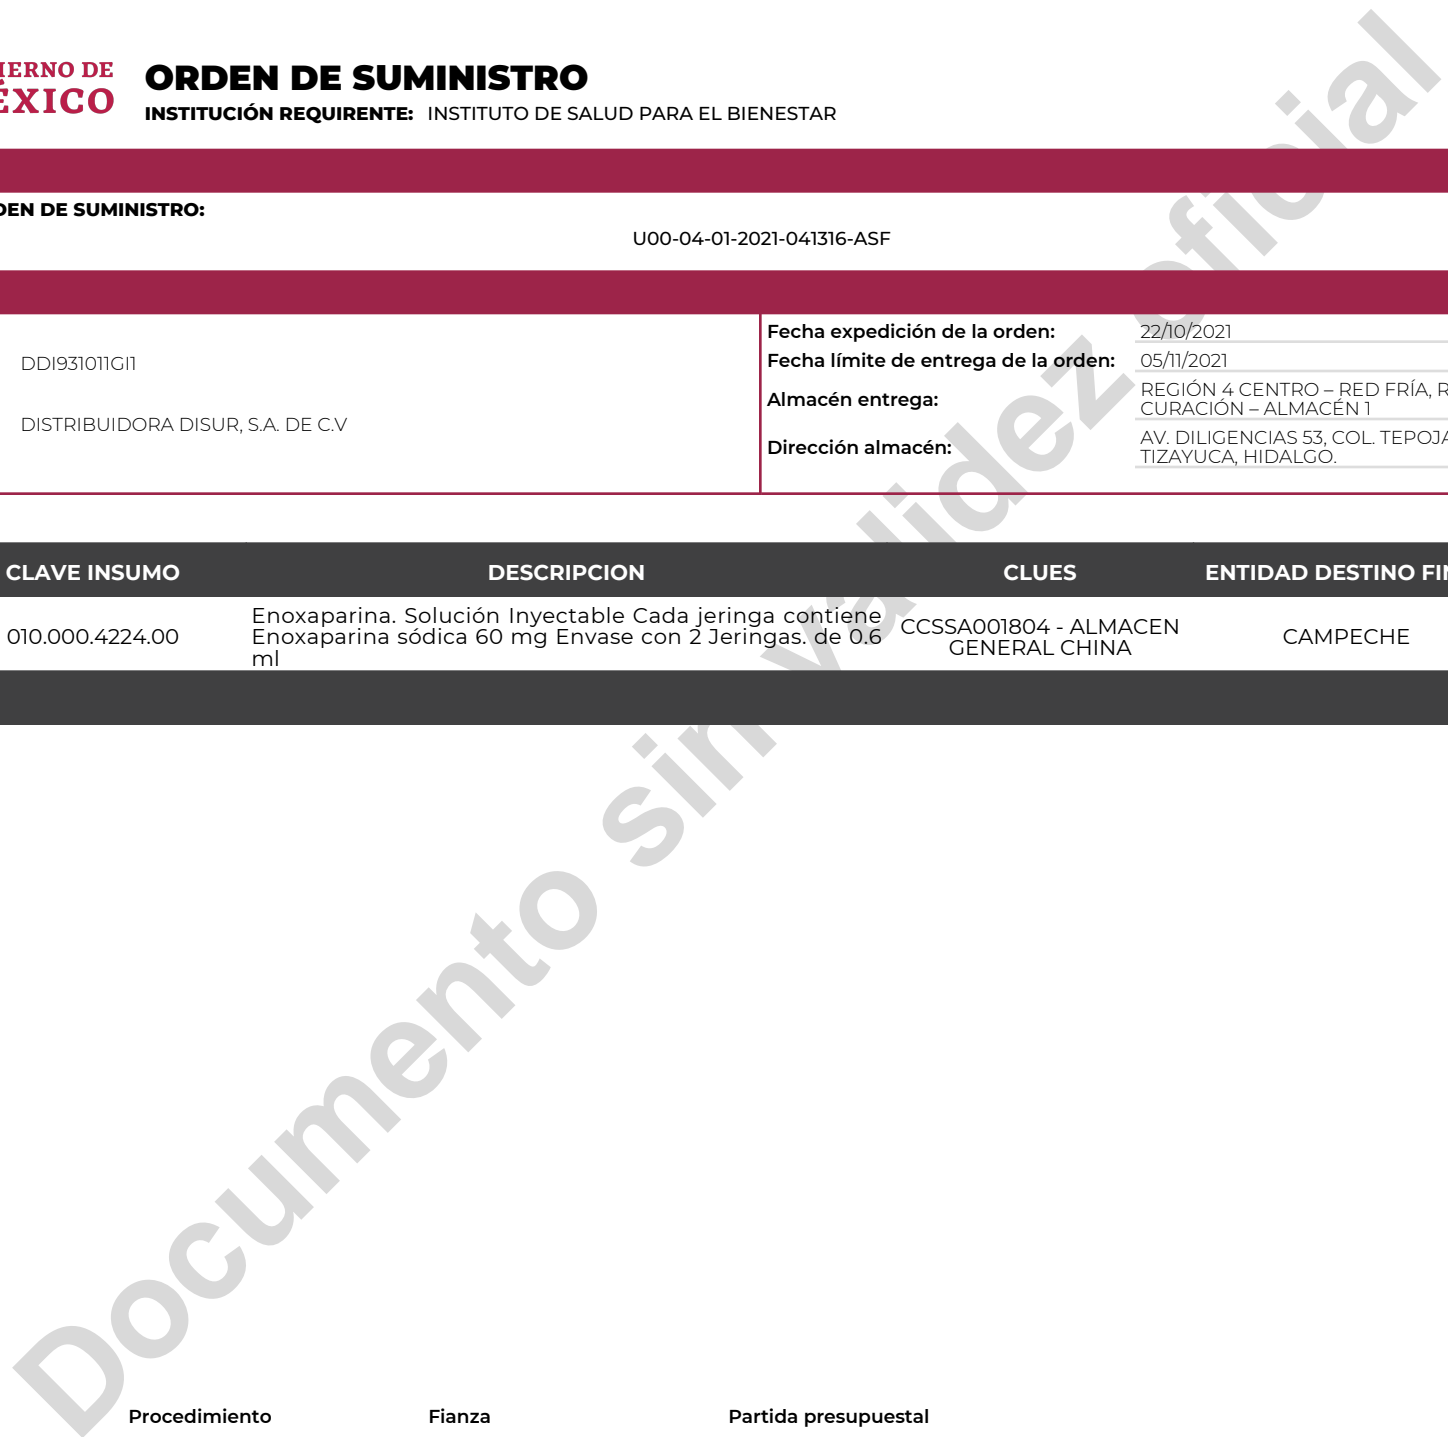 IERNO DE
ÉXICO
ORDEN DE SUMINISTRO
INSTITUCIÓN REQUIRENTE: INSTITUTO DE SALUD PARA EL BIENESTAR
DEN DE SUMINISTRO:
U00-04-01-2021-041316-ASF
DDI931011GI1
DISTRIBUIDORA DISUR, S.A. DE C.V
Fecha expedición de la orden: 22/10/2021
Fecha límite de entrega de la orden: 05/11/2021
Almacén entrega: REGIÓN 4 CENTRO – RED FRÍA, R
CURACIÓN – ALMACÉN 1
Dirección almacén: AV. DILIGENCIAS 53, COL. TEPOJA
TIZAYUCA, HIDALGO.
CLAVE INSUMO DESCRIPCION CLUES ENTIDAD DESTINO FIN
010.000.4224.00
Enoxaparina. Solución Inyectable Cada jeringa contiene
Enoxaparina sódica 60 mg Envase con 2 Jeringas. de 0.6
ml
CCSSA001804 - ALMACEN
GENERAL CHINA
CAMPECHE
Documento sin validez oficial
Procedimiento Fianza Partida presupuestal